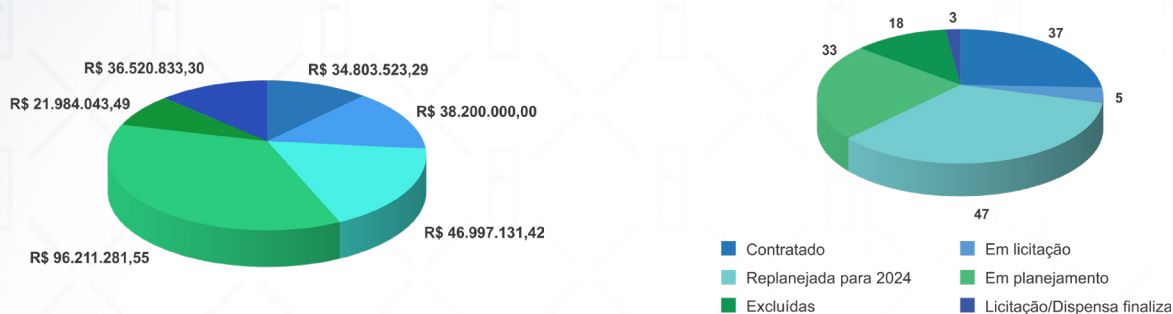 R$ 36.520.833,30
R$ 34.803.523,29
R$ 21.984.043,49
R$ 38.200.000,00
R$ 46.997.131,42
R$ 96.211.281,55
3
18
37
33
5
47
Contratado
Em licitação
Replanejada para 2024
Em planejamento
Excluídas
Licitação/Dispensa finaliza